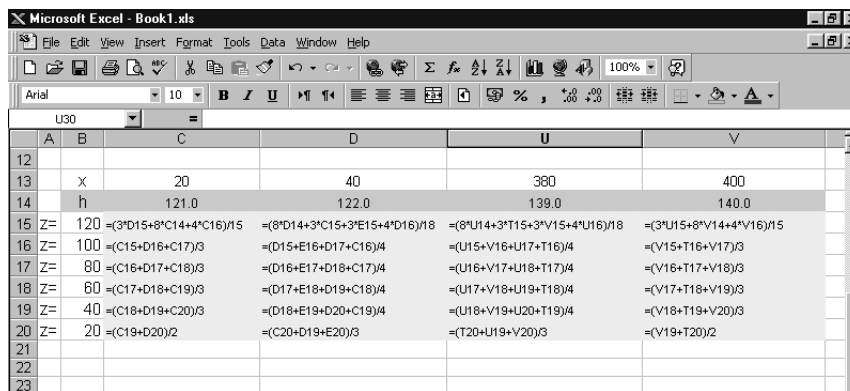 Microsoft Excel - Book1.xls
File Edit View Insert Format Tools Data Window Help
100%
Arial 10 B I U % ,
U30 =
A B C D U V
12
13 x 20 40 380 400
14 h 121.0 122.0 139.0 140.0
15 Z= 120 =(3*D15+8*C14+4*C16)/15 =(8*D14+3*C15+3*E15+4*D16)/18 =(8*U14+3*T15+3*V15+4*U16)/18 =(3*U15+8*V14+4*V16)/15
16 Z= 100 =(C15+D16+C17)/3 =(D15+E16+D17+C16)/4 =(U15+V16+U17+T16)/4 =(V15+T16+V17)/3
17 Z= 80 =(C16+D17+C18)/3 =(D16+E17+D18+C17)/4 =(U16+V17+U18+T17)/4 =(V16+T17+V18)/3
18 Z= 60 =(C17+D18+C19)/3 =(D17+E18+D19+C18)/4 =(U17+V18+U19+T18)/4 =(V17+T18+V19)/3
19 Z= 40 =(C18+D19+C20)/3 =(D18+E19+D20+C19)/4 =(U18+V19+U20+T19)/4 =(V18+T19+V20)/3
20 Z= 20 =(C19+D20)/2 =(C20+D19+E20)/3 =(T20+U19+V20)/3 =(V19+T20)/2
21
22
23